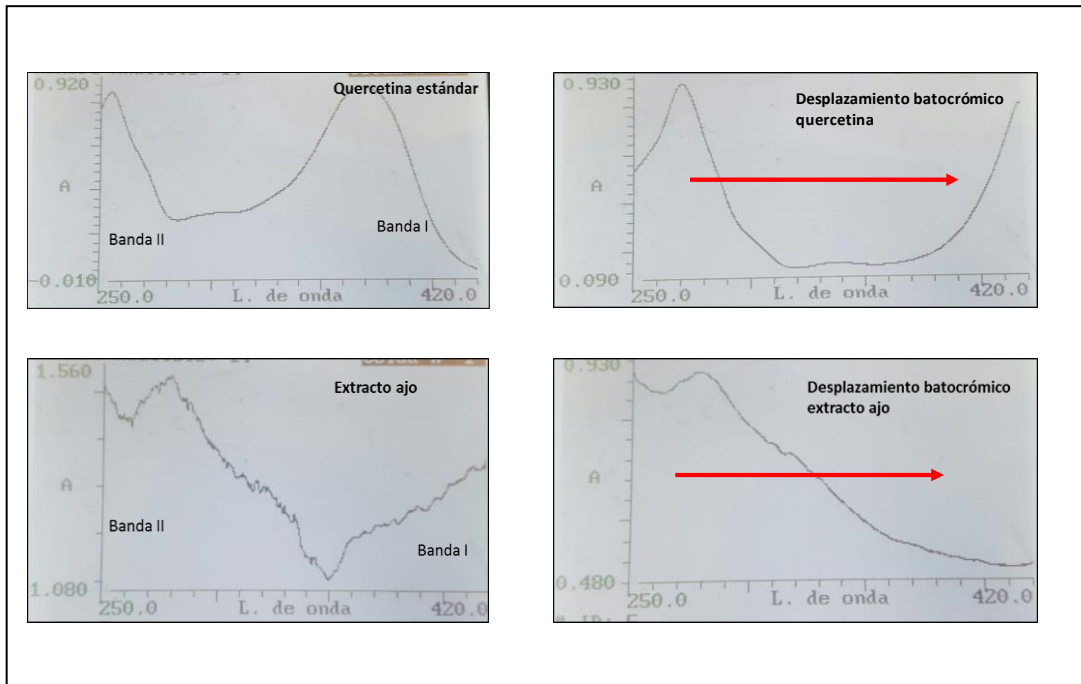 0.920
Quercetina estándar
A
Banda II
Banda I
-0.010
250.0
L. de onda
420.0
0.930
Desplazamiento batocrómico
quercetina
A
0.090
250.0
L. de onda
420.0
1.560
Extracto ajo
A
Banda II
Banda I
1.080
250.0
L. de onda
420.0
0.930
Desplazamiento batocrómico
extracto ajo
A
0.480
250.0
L. de onda
420.0